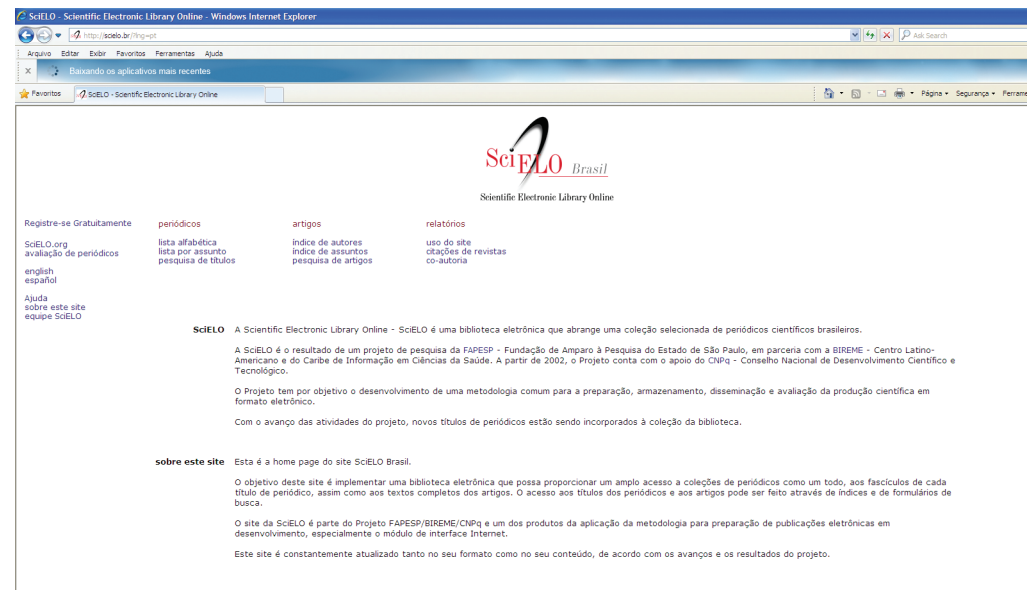 SciELO - Scientific Electronic Library Online - Windows Internet Explorer
http://scielo.br/?lng=pt
Ask Search
Arquivo Editar Exibir Favoritos Ferramentas Ajuda
x Baixando os aplicativos mais recentes
Favoritos SciELO - Scientific Electronic Library Online Página Segurança Ferrame
SciELO Brasil
Scientific Electronic Library Online
Registre-se Gratuitamente periódicos artigos relatórios
SciELO.org lista alfabética índice de autores uso do site
avaliação de periódicos lista por assunto índice de assuntos citações de revistas
pesquisa de títulos pesquisa de artigos co-autoria
english
español
Ajuda
sobre este site
equipe SciELO
SciELO A Scientific Electronic Library Online - SciELO é uma biblioteca eletrônica que abrange uma coleção selecionada de periódicos científicos brasileiros.
A SciELO é o resultado de um projeto de pesquisa da FAPESP - Fundação de Amparo à Pesquisa do Estado de São Paulo, em parceria com a BIREME - Centro Latino-
Americano e do Caribe de Informação em Ciências da Saúde. A partir de 2002, o Projeto conta com o apoio do CNPq - Conselho Nacional de Desenvolvimento Científico e
Tecnológico.
O Projeto tem por objetivo o desenvolvimento de uma metodologia comum para a preparação, armazenamento, disseminação e avaliação da produção científica em
formato eletrônico.
Com o avanço das atividades do projeto, novos títulos de periódicos estão sendo incorporados à coleção da biblioteca.
sobre este site Esta é a home page do site SciELO Brasil.
O objetivo deste site é implementar uma biblioteca eletrônica que possa proporcionar um amplo acesso a coleções de periódicos como um todo, aos fascículos de cada
título de periódico, assim como aos textos completos dos artigos. O acesso aos títulos dos periódicos e aos artigos pode ser feito através de índices e de formulários de
busca.
O site da SciELO é parte do Projeto FAPESP/BIREME/CNPq e um dos produtos da aplicação da metodologia para preparação de publicações eletrônicas em
desenvolvimento, especialmente o módulo de interface Internet.
Este site é constantemente atualizado tanto no seu formato como no seu conteúdo, de acordo com os avanços e os resultados do projeto.